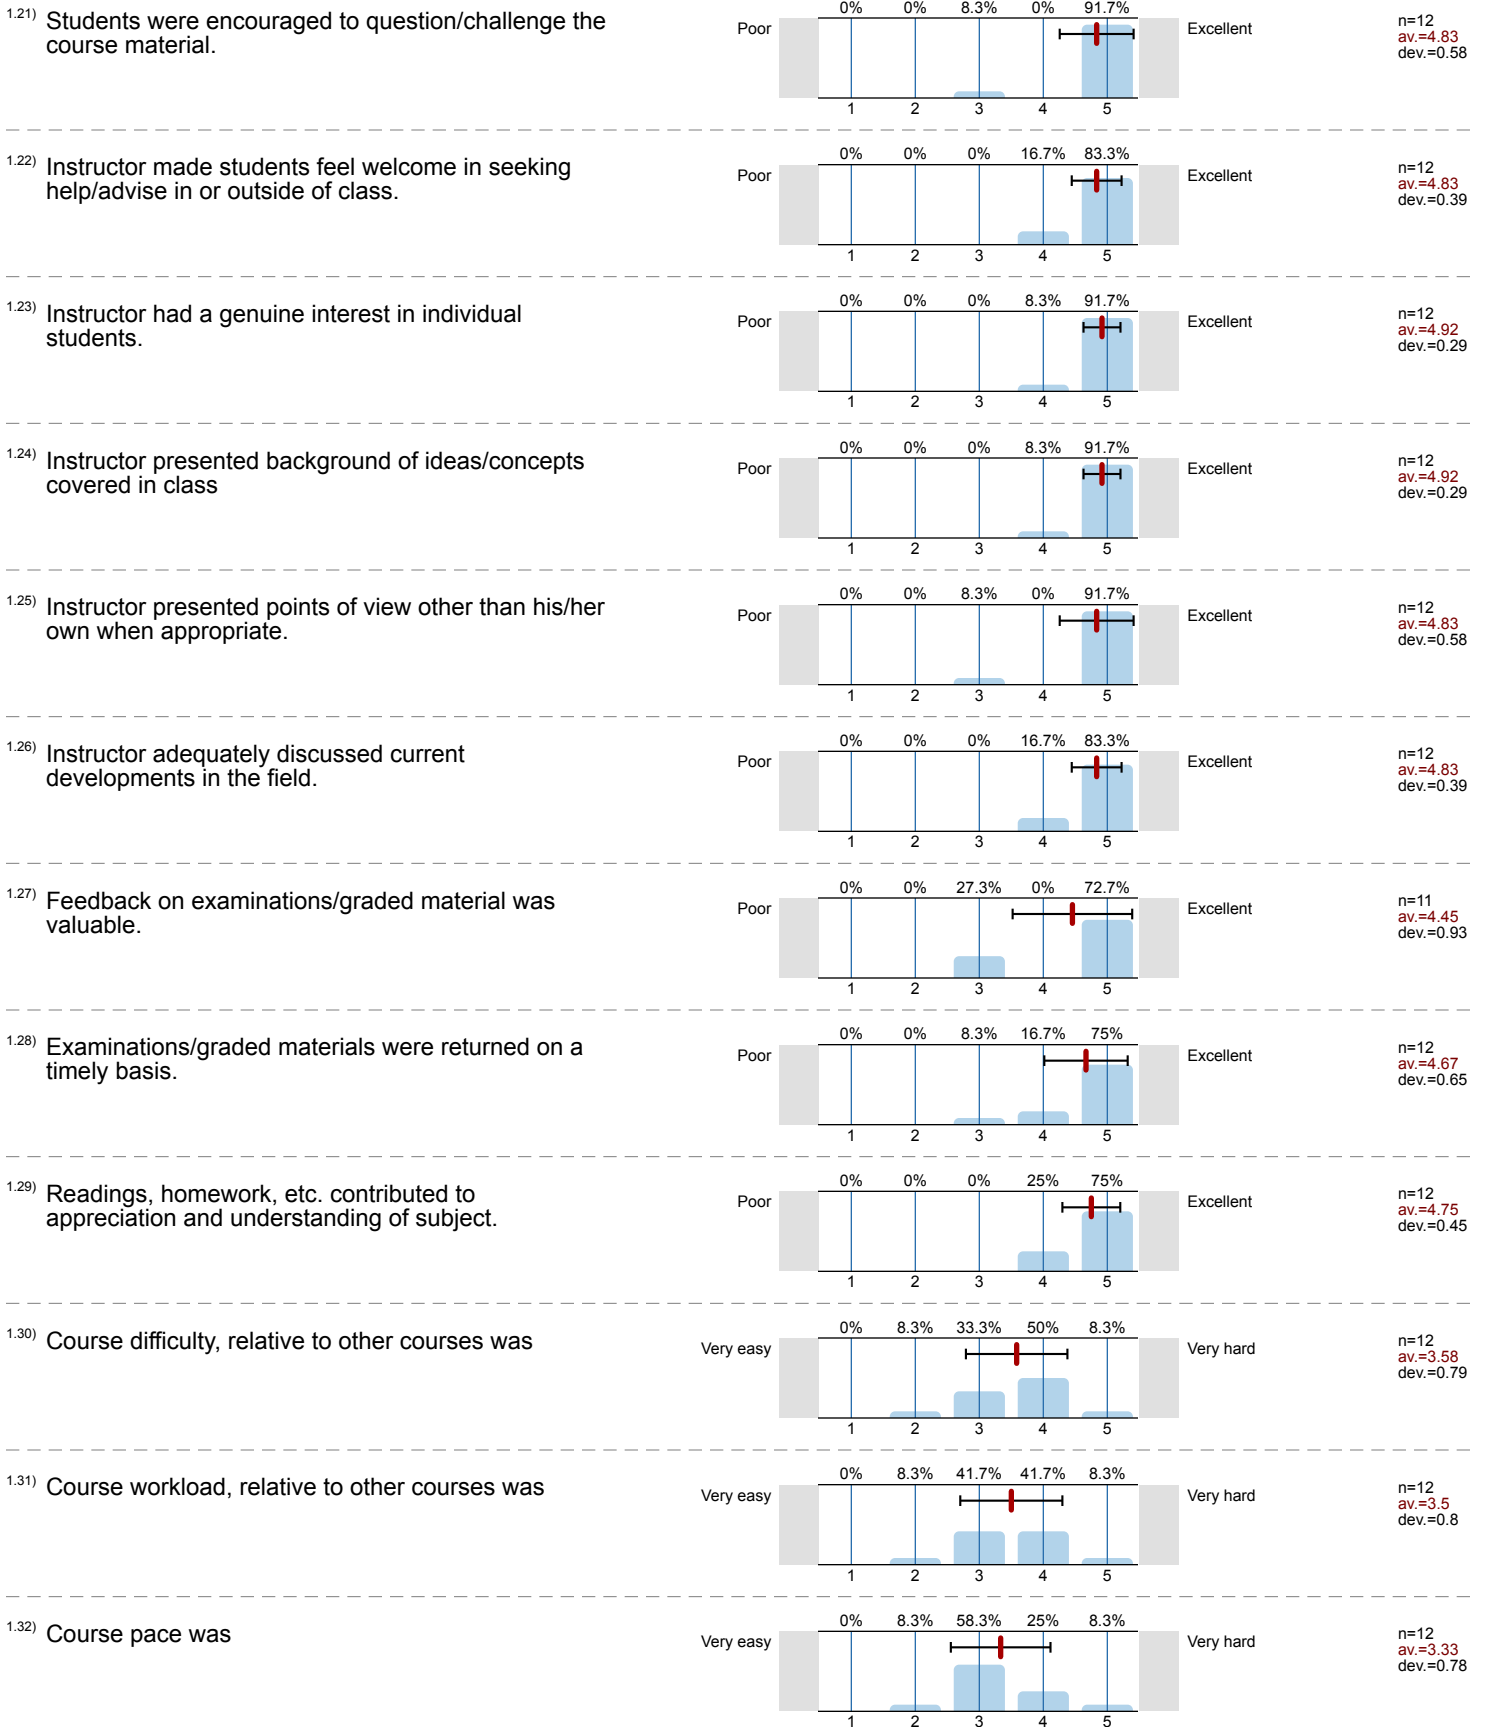 1.21) Students were encouraged to question/challenge the
course material.
0% 0% 8.3% 0% 91.7%
Poor Excellent
n=12
av.=4.83
dev.=0.58
1 2 3 4 5
1.22) Instructor made students feel welcome in seeking
help/advise in or outside of class.
0% 0% 0% 16.7% 83.3%
Poor Excellent
n=12
av.=4.83
dev.=0.39
1 2 3 4 5
1.23) Instructor had a genuine interest in individual
students.
0% 0% 0% 8.3% 91.7%
Poor Excellent
n=12
av.=4.92
dev.=0.29
1 2 3 4 5
1.24) Instructor presented background of ideas/concepts
covered in class
0% 0% 0% 8.3% 91.7%
Poor Excellent
n=12
av.=4.92
dev.=0.29
1 2 3 4 5
1.25) Instructor presented points of view other than his/her
own when appropriate.
0% 0% 8.3% 0% 91.7%
Poor Excellent
n=12
av.=4.83
dev.=0.58
1 2 3 4 5
1.26) Instructor adequately discussed current
developments in the field.
0% 0% 0% 16.7% 83.3%
Poor Excellent
n=12
av.=4.83
dev.=0.39
1 2 3 4 5
1.27) Feedback on examinations/graded material was
valuable.
0% 0% 27.3% 0% 72.7%
Poor Excellent
n=11
av.=4.45
dev.=0.93
1 2 3 4 5
1.28) Examinations/graded materials were returned on a
timely basis.
0% 0% 8.3% 16.7% 75%
Poor Excellent
n=12
av.=4.67
dev.=0.65
1 2 3 4 5
1.29) Readings, homework, etc. contributed to
appreciation and understanding of subject.
0% 0% 0% 25% 75%
Poor Excellent
n=12
av.=4.75
dev.=0.45
1 2 3 4 5
1.30) Course difficulty, relative to other courses was
0% 8.3% 33.3% 50% 8.3%
Very easy Very hard
n=12
av.=3.58
dev.=0.79
1 2 3 4 5
1.31) Course workload, relative to other courses was
0% 8.3% 41.7% 41.7% 8.3%
Very easy Very hard
n=12
av.=3.5
dev.=0.8
1 2 3 4 5
1.32) Course pace was
0% 8.3% 58.3% 25% 8.3%
Very easy Very hard
n=12
av.=3.33
dev.=0.78
1 2 3 4 5